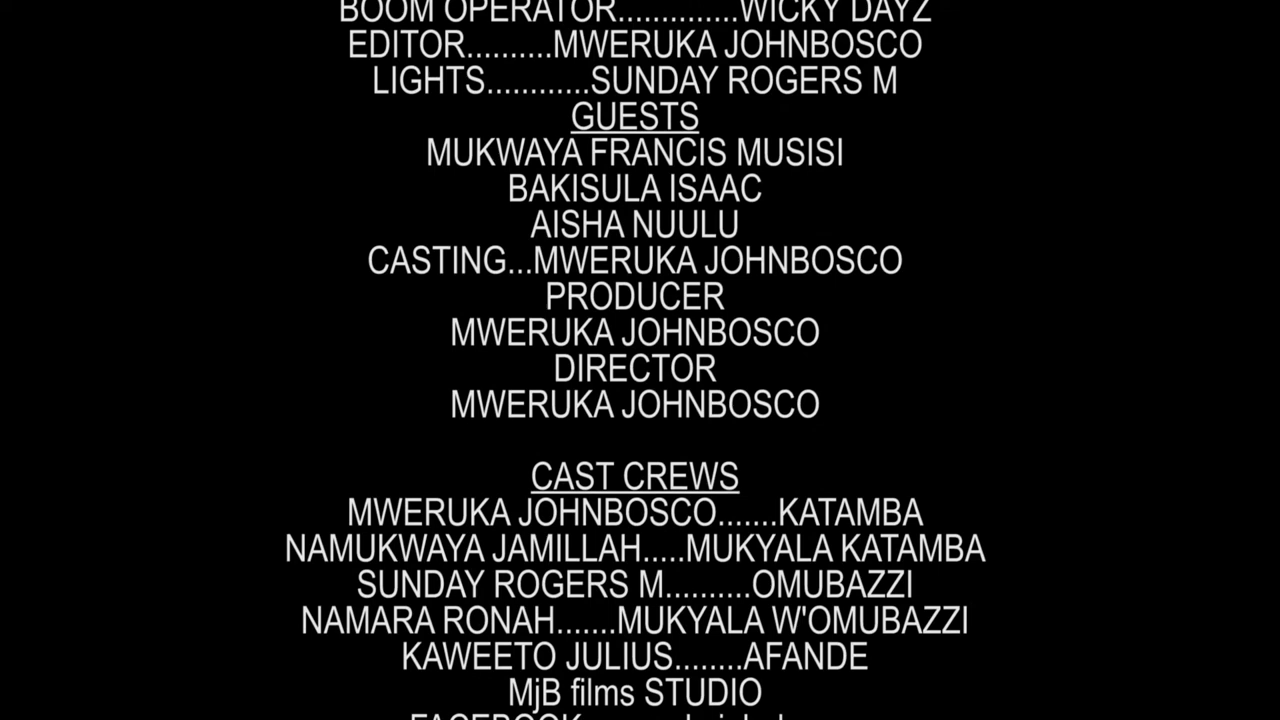 BOOM OPERATOR..............WICKY DAYZ
EDITOR..........MWERUKA JOHNBOSCO
LIGHTS............SUNDAY ROGERS M
GUESTS
MUKWAYA FRANCIS MUSISI
BAKISULA ISAAC
AISHA NUULU
CASTING...MWERUKA JOHNBOSCO
PRODUCER
MWERUKA JOHNBOSCO
DIRECTOR
MWERUKA JOHNBOSCO
CAST CREWS
MWERUKA JOHNBOSCO.......KATAMBA
NAMUKWAYA JAMILLAH.....MUKYALA KATAMBA
SUNDAY ROGERS M..........OMUBAZZI
NAMARA RONAH.......MUKYALA W'OMUBAZZI
KAWEETO JULIUS........AFANDE
MjB films STUDIO
FACEBOOK